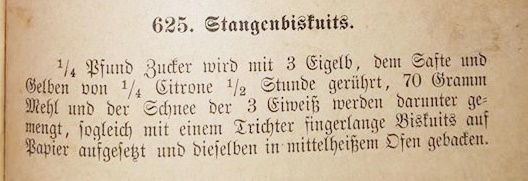 625. Stangenbiskuits.
1/4 Pfund Zucker wird mit 3 Eigelb, dem Safte und
Gelben von 1/4 Citrone 1/2 Stunde gerührt, 70 Gramm
Mehl und der Schnee der 3 Eiweiß werden darunter ge-
mengt, sogleich mit einem Trichter fingerlange Biskuits auf
Papier aufgesetzt und dieselben in mittelheißem Ofen gebacken.